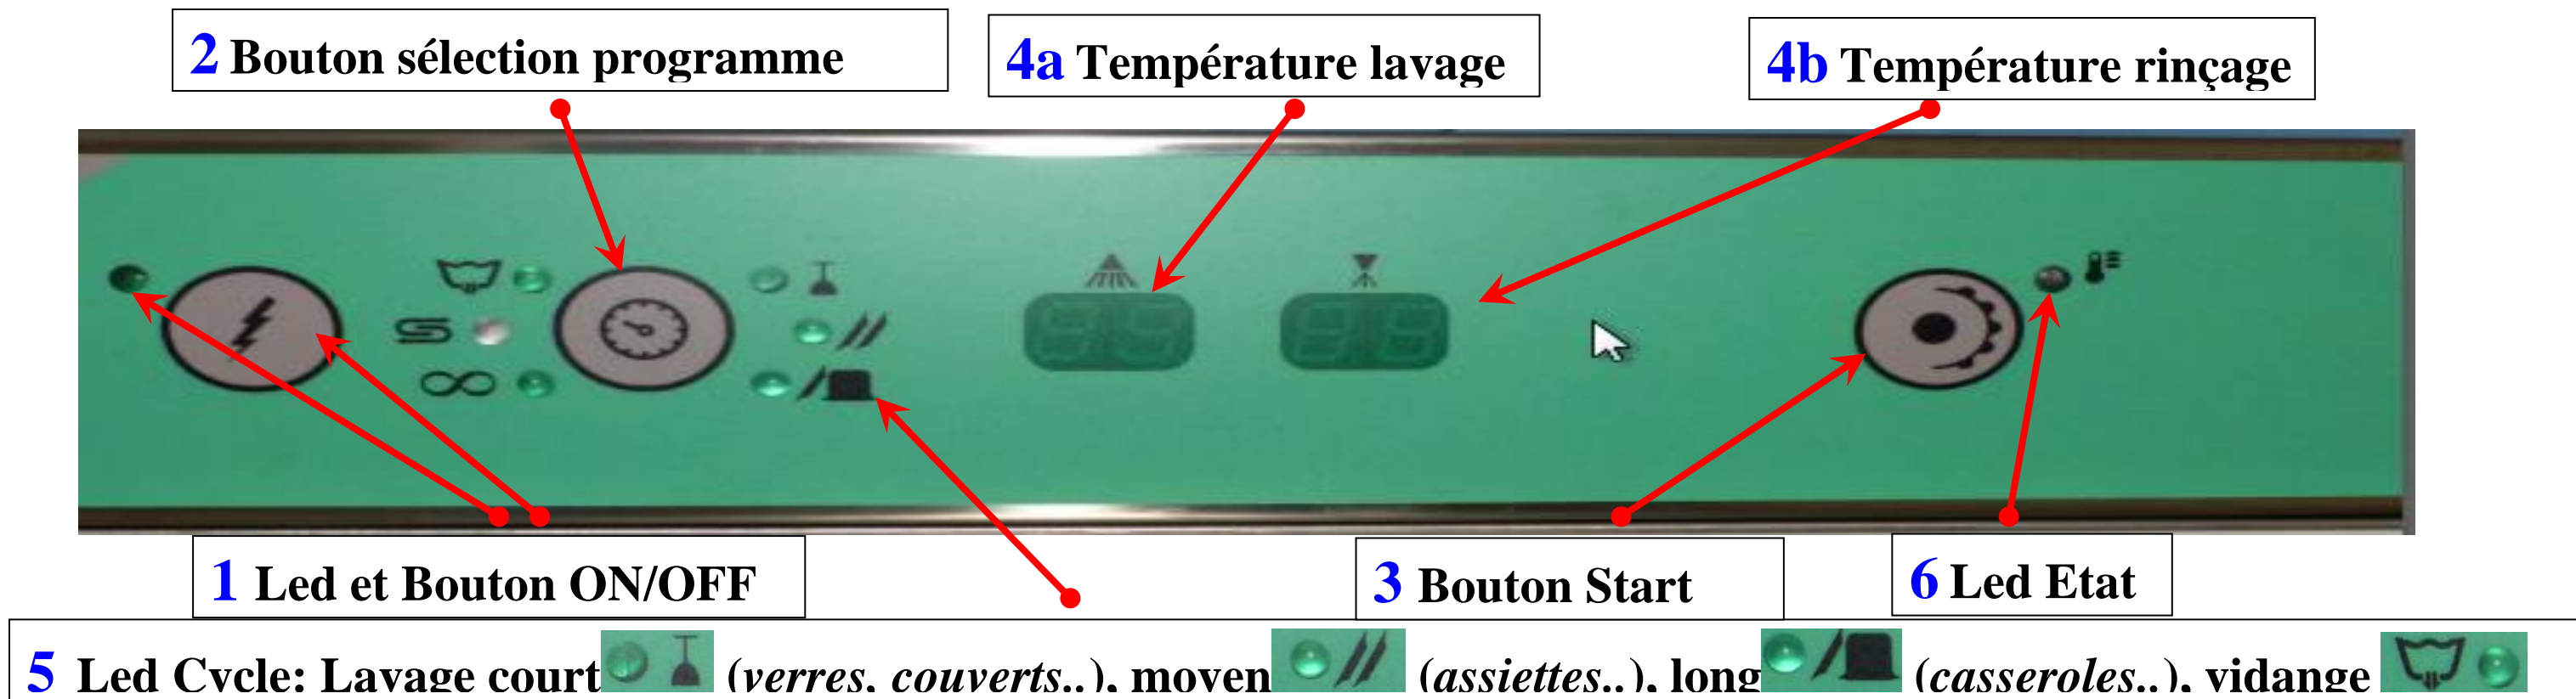 2 Bouton sélection programme
4a Température lavage
4b Température rinçage
1 Led et Bouton ON/OFF
3 Bouton Start
6 Led Etat
5 Led Cycle: Lavage court (verres, couverts..), moyen (assiettes..), long (casseroles..), vidange